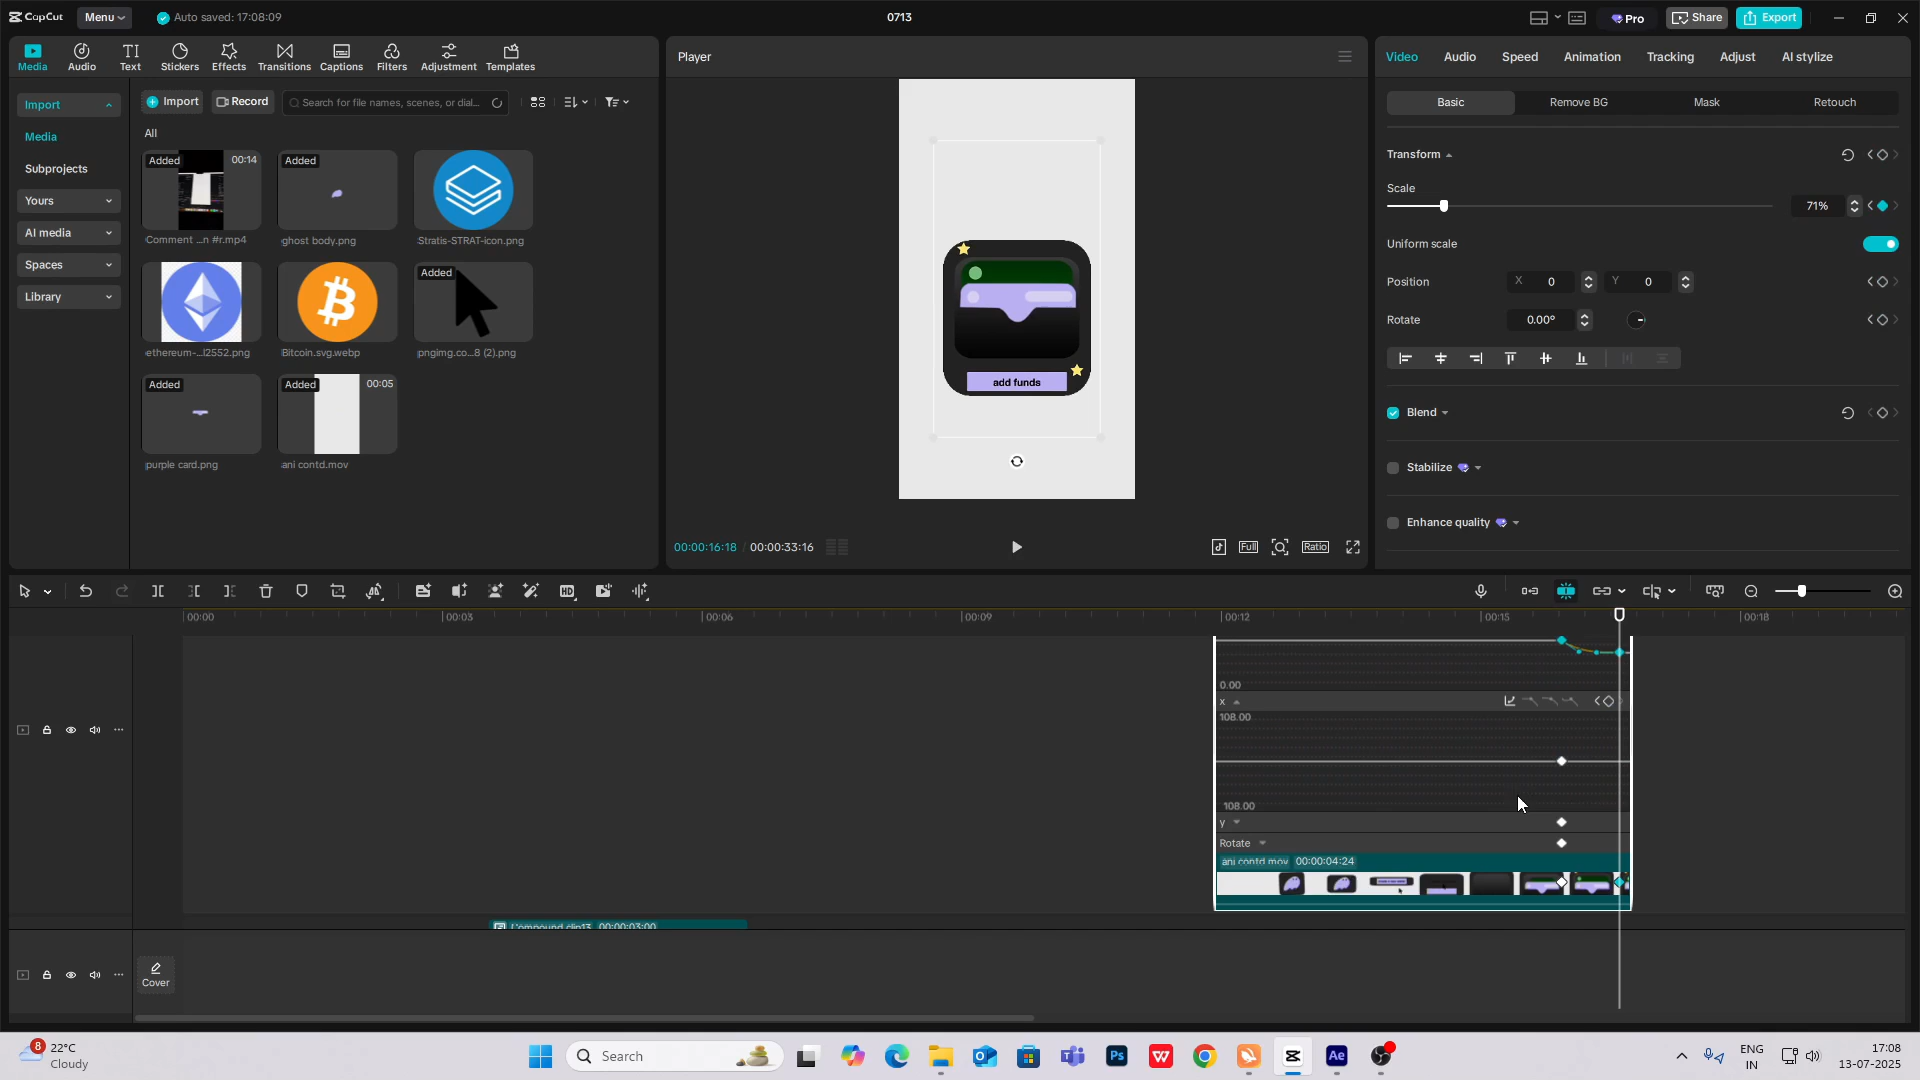 CapCut Menu Auto saved: 17:08:09 0713 Pro Share Export
Media Audio Text Stickers Effects Transitions Captions Filters Adjustment Templates
Import
Media
Subprojects
Yours
AI media
Spaces
Library
Import Record Search for file names, scenes, or dial...
All
Added 00:14
Comment ...n #r.mp4
Added
ghost body.png
Stratis-STRAT-icon.png
ethereum-...l2552.png
Bitcoin.svg.webp
Added
pngimg.co...8 (2).png
Added
purple card.png
Added 00:05
ani contd.mov
Player
add funds
00:00:16:18 / 00:00:33:16
Full
Ratio
Video Audio Speed Animation Tracking Adjust AI stylize
Basic Remove BG Mask Retouch
Transform
Scale
71%
Uniform scale
Position X 0 Y 0
Rotate 0.00°
Blend
Stabilize
Enhance quality
HD
00:00 00:03 00:06 00:09 00:12 00:15 00:18
0.00
x
108.00
108.00
y
Rotate
ani contd.mov 00:00:04:24
Compound clip13 00:00:03:00
Cover
8
22°C
Cloudy
Search
Ps
Ae
ENG
IN
17:08
13-07-2025